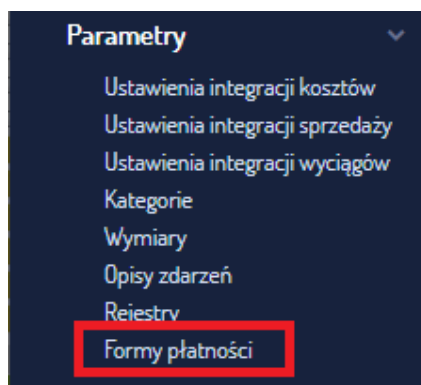 Parametry
Ustawienia integracji kosztów
Ustawienia integracji sprzedaży
Ustawienia integracji wyciągów
Kategorie
Wymiary
Opisy zdarzeń
Rejestry
Formy płatności